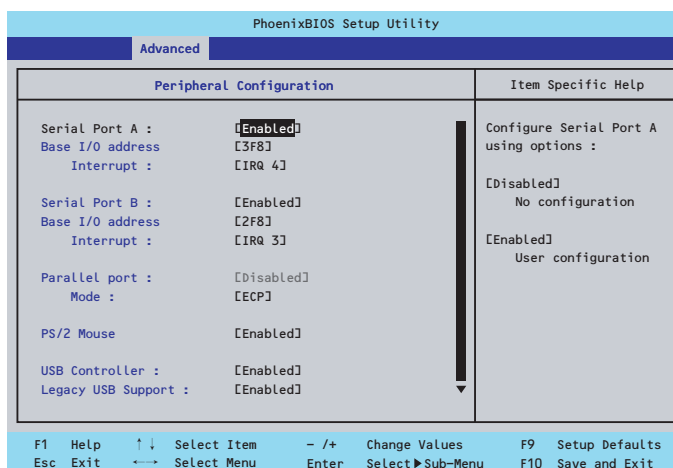 PhoenixBIOS Setup Utility
Advanced
Peripheral Configuration
Item Specific Help
Serial Port A : [Enabled]
Base I/O address [3F8]
Interrupt : [IRQ 4]
Serial Port B : [Enabled]
Base I/O address [2F8]
Interrupt : [IRQ 3]
Parallel port : [Disabled]
Mode : [ECP]
PS/2 Mouse [Enabled]
USB Controller : [Enabled]
Legacy USB Support : [Enabled]
Configure Serial Port A
using options :
[Disabled]
No configuration
[Enabled]
User configuration
F1 Help ↑↓ Select Item - /+ Change Values F9 Setup Defaults
Esc Exit ←→ Select Menu Enter Select ▶ Sub-Menu F10 Save and Exit